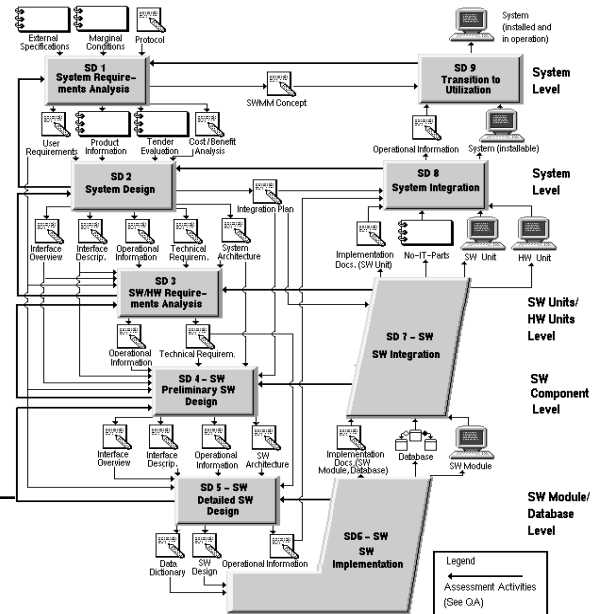 External
Specifications
Marginal
Conditions
Protocol
System
(installed and
in operation)
SD 1
System Require-
ments Analysis
SD 9
Transition to
Utilization
System
Level
SWMM Concept
User
Requirements
Product
Information
Tender
Evaluation
Cost/Benefit
Analysis
Operational Information
System (installable)
SD 2
System Design
SD 8
System Integration
System
Level
Integration Plan
Interface
Overview
Interface
Descrip.
Operational
Information
Technical
Requirem.
System
Architecture
Implementation
Docs. (SW Unit)
No-IT-Parts
SW Unit
HW Unit
SD 3
SW/HW Require-
ments Analysis
SW Units/
HW Units
Level
Operational
Information
Technical Requirem.
SD 7 - SW
SW Integration
SD 4 - SW
Preliminary SW
Design
SW
Component
Level
Interface
Overview
Interface
Descrip.
Operational
Information
SW
Architecture
Implementation
Docs (SW
Module, Database)
Database
SW Module
SD 5 - SW
Detailed SW
Design
SW Module/
Database
Level
SD6 - SW
SW
Implementation
Data
Dictionary
SW
Design
Operational Information
Legend
Assessment Activities
(See QA)